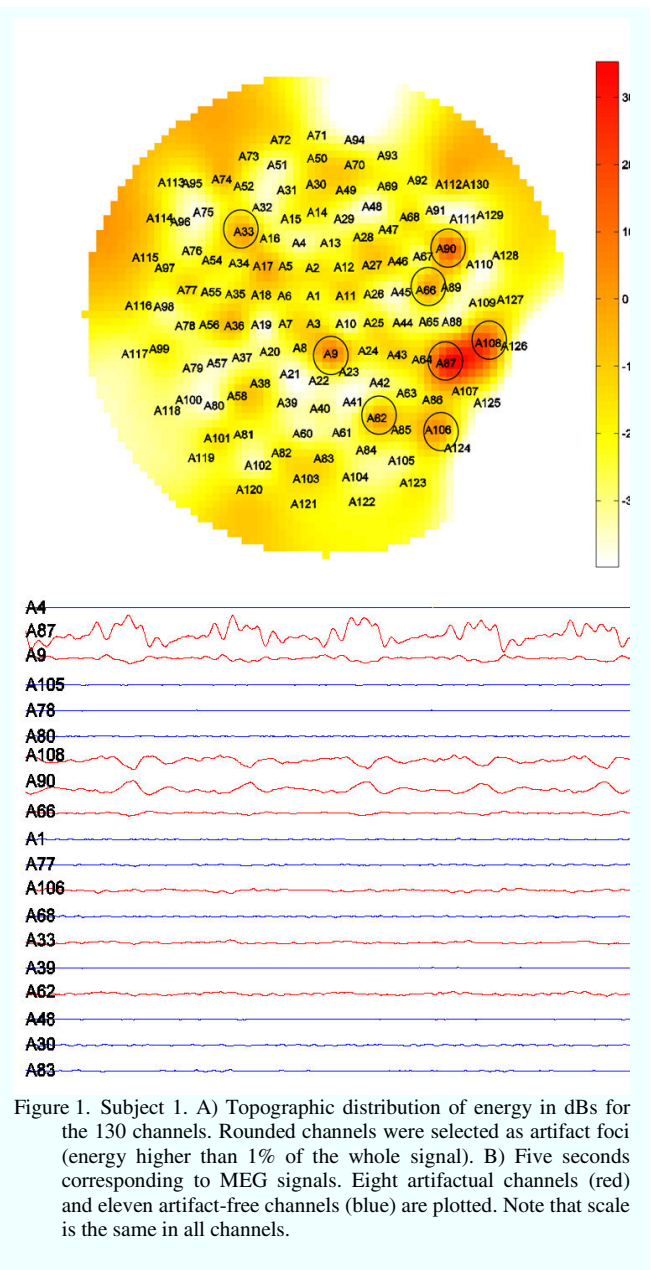 A72 A71 A94
A73 A51 A50 A70 A93
A113 A95 A74 A52 A31 A30 A49 A69 A92 A112 A130
A114 A96 A75 A33 A32 A15 A14 A29 A48 A47 A68 A91 A111 A129
A16 A4 A13 A28 A90
A115 A97 A76 A54 A34 A17 A5 A2 A12 A27 A46 A67 A110 A128
A116 A98 A77 A55 A35 A18 A6 A1 A11 A26 A45 A66 A89 A109 A127
A78 A56 A36 A19 A7 A3 A10 A25 A44 A65 A88 A108 A126
A117 A99 A79 A57 A37 A20 A8 A9 A24 A43 A64 A87
A38 A21 A22 A23 A42 A63 A107
A118 A100 A80 A58 A39 A40 A41 A62 A86 A125
A101 A81 A60 A61 A85 A106 A124
A119 A102 A82 A83 A84 A105
A120 A103 A104 A123
A121 A122
0
A4
A87
A9
A105
A78
A80
A108
A90
A66
A1
A77
A106
A68
A33
A39
A62
A48
A30
A83
Figure 1. Subject 1. A) Topographic distribution of energy in dBs for
the 130 channels. Rounded channels were selected as artifact foci
(energy higher than 1% of the whole signal). B) Five seconds
corresponding to MEG signals. Eight artifactual channels (red)
and eleven artifact-free channels (blue) are plotted. Note that scale
is the same in all channels.